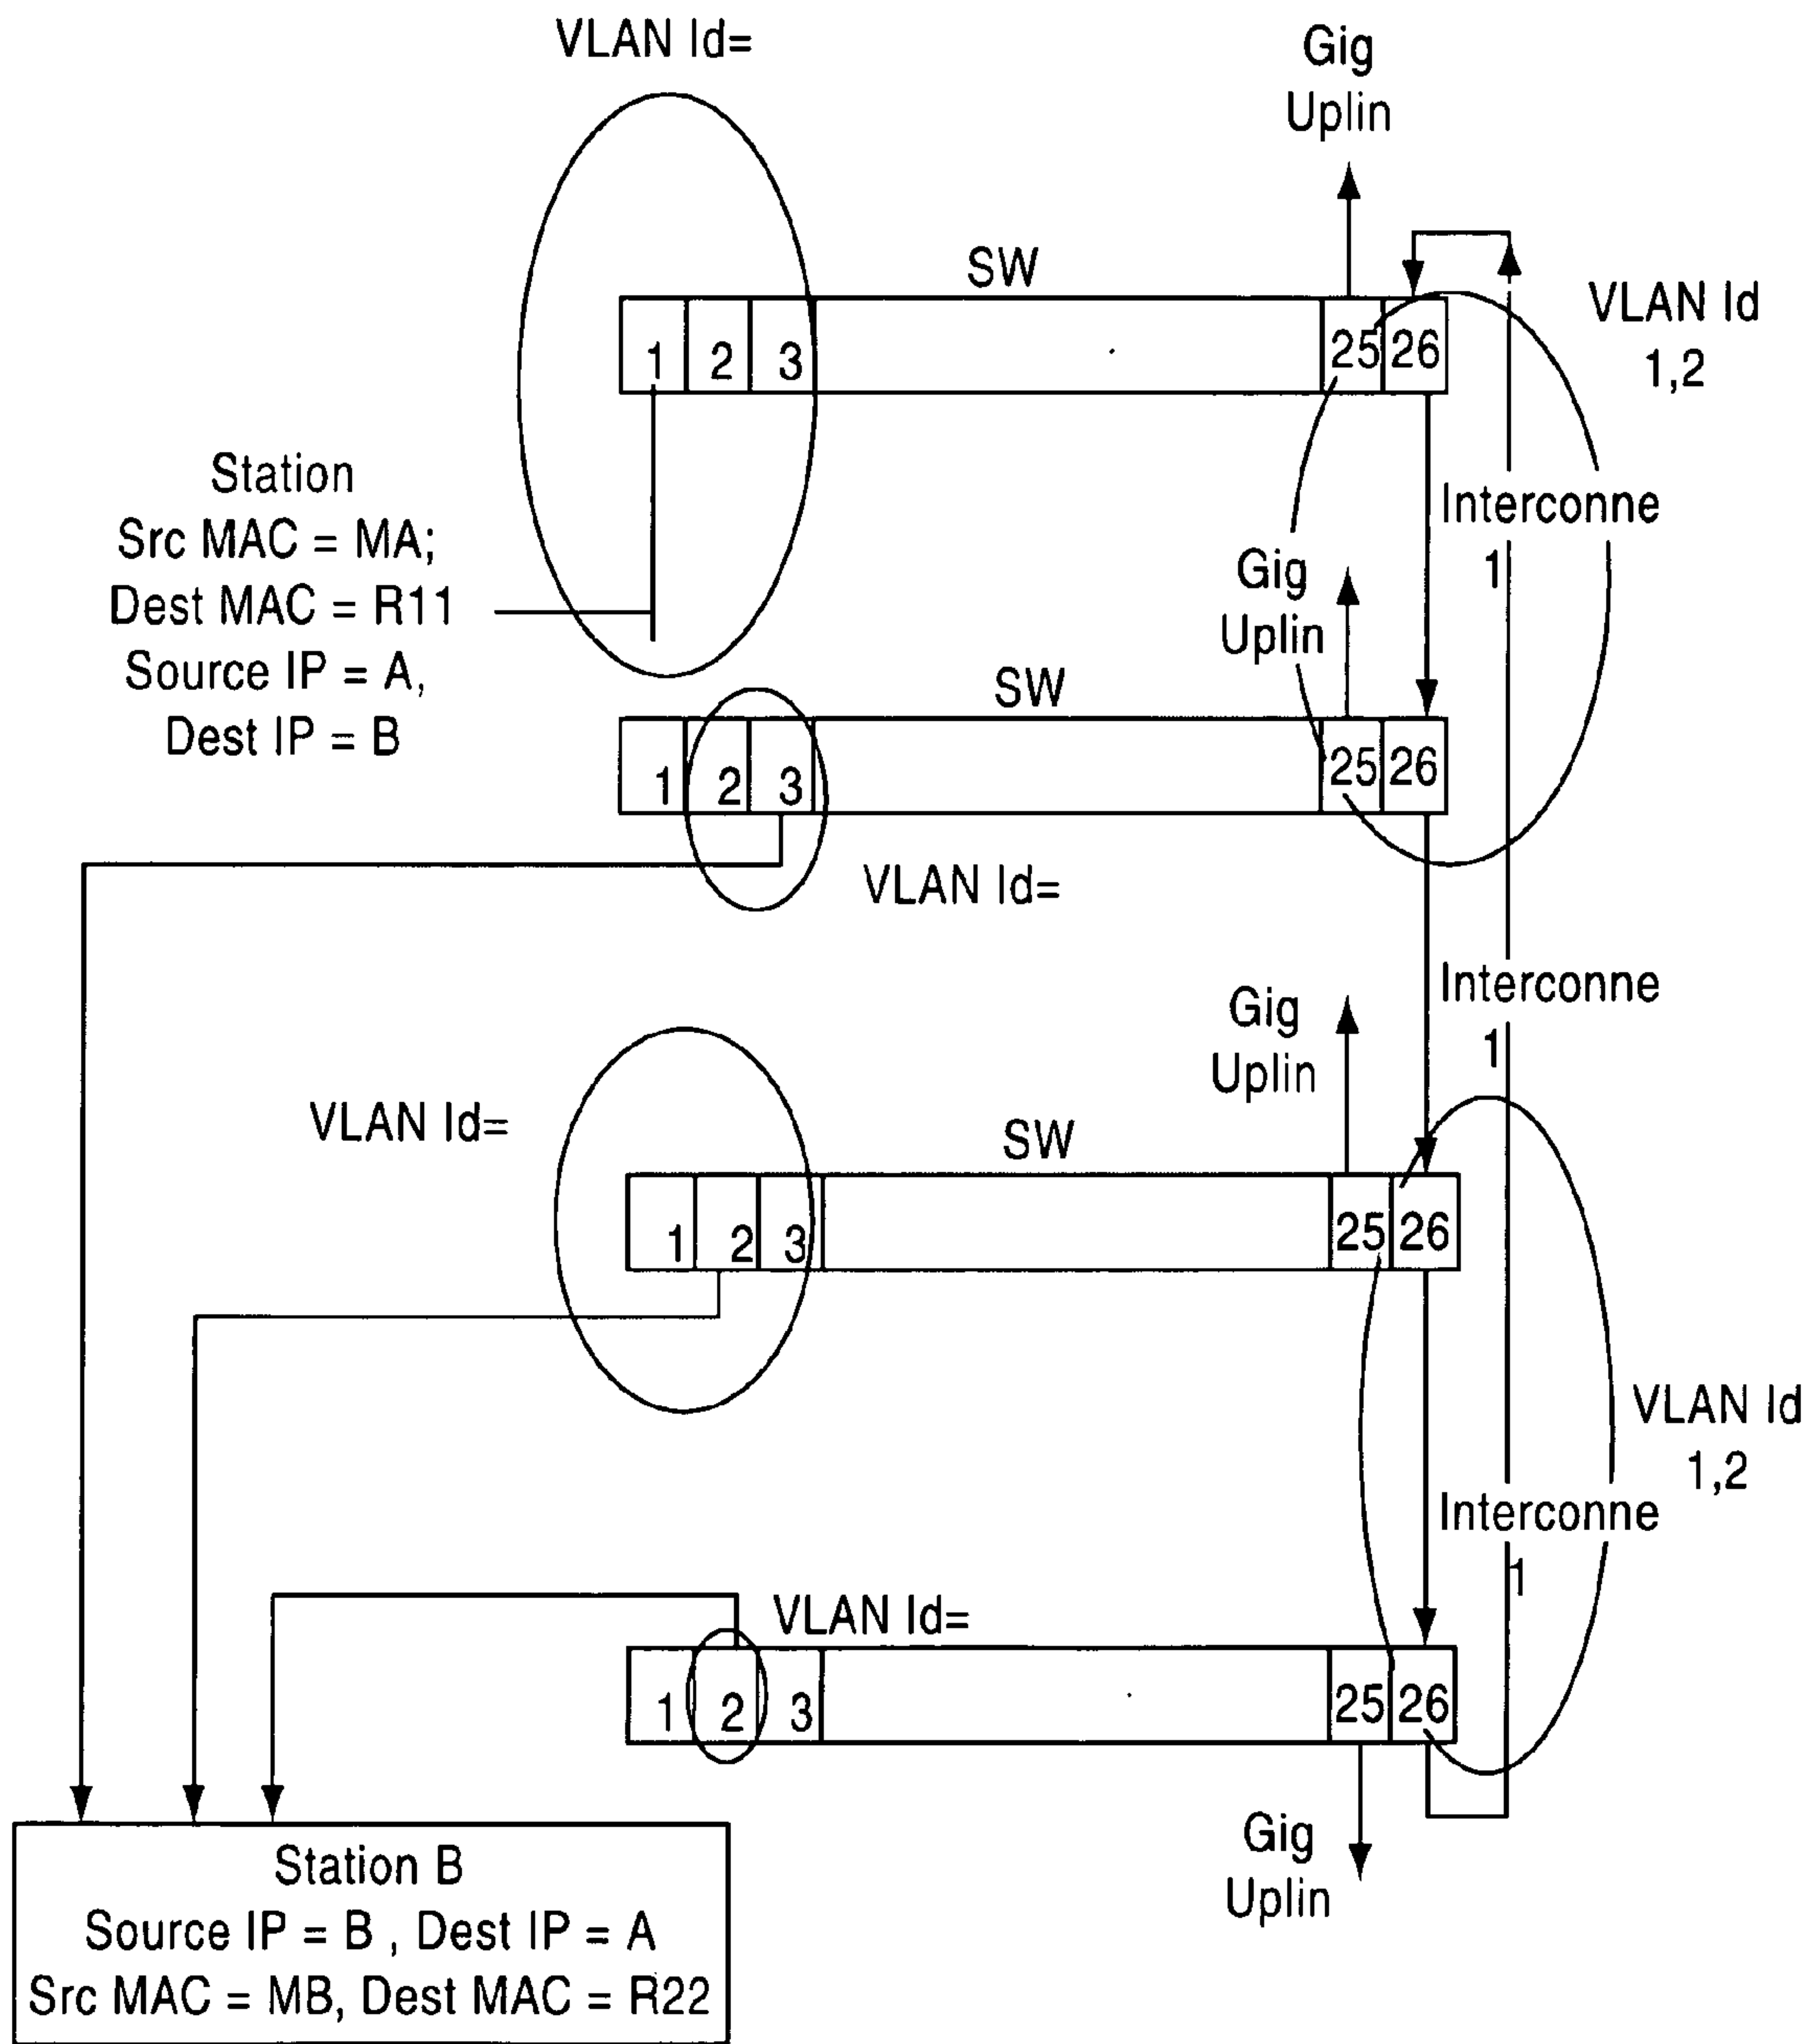 VLAN Id=
Gig
Uplin
SW
VLAN Id
1,2
1 2 3 25 26
Station
Src MAC = MA;
Dest MAC = R11
Source IP = A,
Dest IP = B
Interconne
1
Gig
Uplin
SW
1 2 3 25 26
VLAN Id=
Interconne
1
Gig
Uplin
VLAN Id=
SW
1 2 3 25 26
VLAN Id
1,2
Interconne
1
VLAN Id=
1 2 3 25 26
Gig
Uplin
Station B
Source IP = B , Dest IP = A
Src MAC = MB, Dest MAC = R22